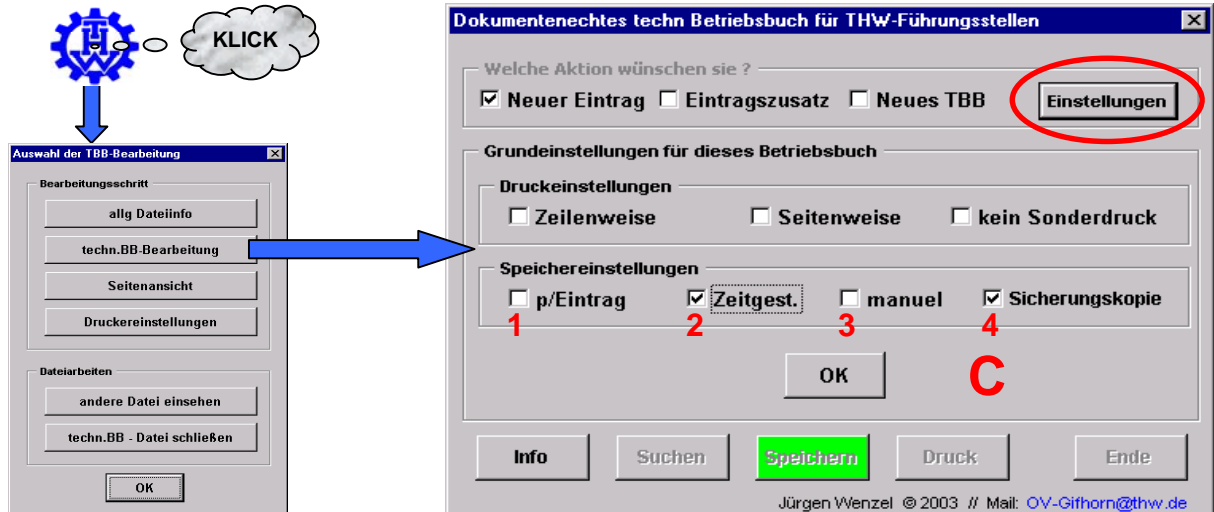 THW
KLICK
Auswahl der TBB-Bearbeitung
Bearbeitungsschritt
allg Dateiinfo
techn.BB-Bearbeitung
Seitenansicht
Druckereinstellungen
Dateiarbeiten
andere Datei einsehen
techn.BB - Datei schließen
OK
Dokumentenechtes techn Betriebsbuch für THW-Führungsstellen
Welche Aktion wünschen sie ?
Neuer Eintrag Eintragszusatz Neues TBB Einstellungen
Grundeinstellungen für dieses Betriebsbuch
Druckeinstellungen
Zeilenweise Seitenweise kein Sonderdruck
Speichereinstellungen
p/Eintrag Zeitgest. manuel Sicherungskopie
1 2 3 4
OK C
Info Suchen Speichern Druck Ende
Jürgen Wenzel © 2003 // Mail: OV-Gifhorn@thw.de